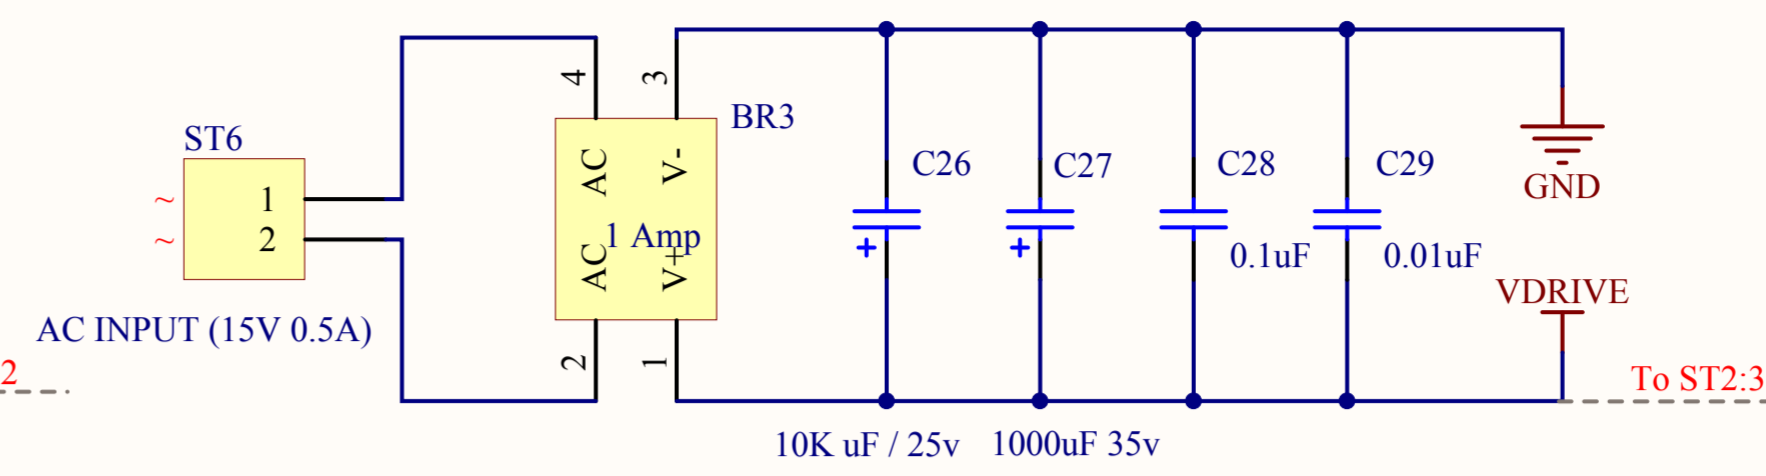 ST6
~
~
1
2
AC INPUT (15V 0.5A)
2
4
3
BR3
AC
V-
1 Amp
AC
V+
2
1
C26
C27
C28
C29
+
+
0.1uF
0.01uF
GND
VDRIVE
To ST2:3
10K uF / 25v
1000uF 35v